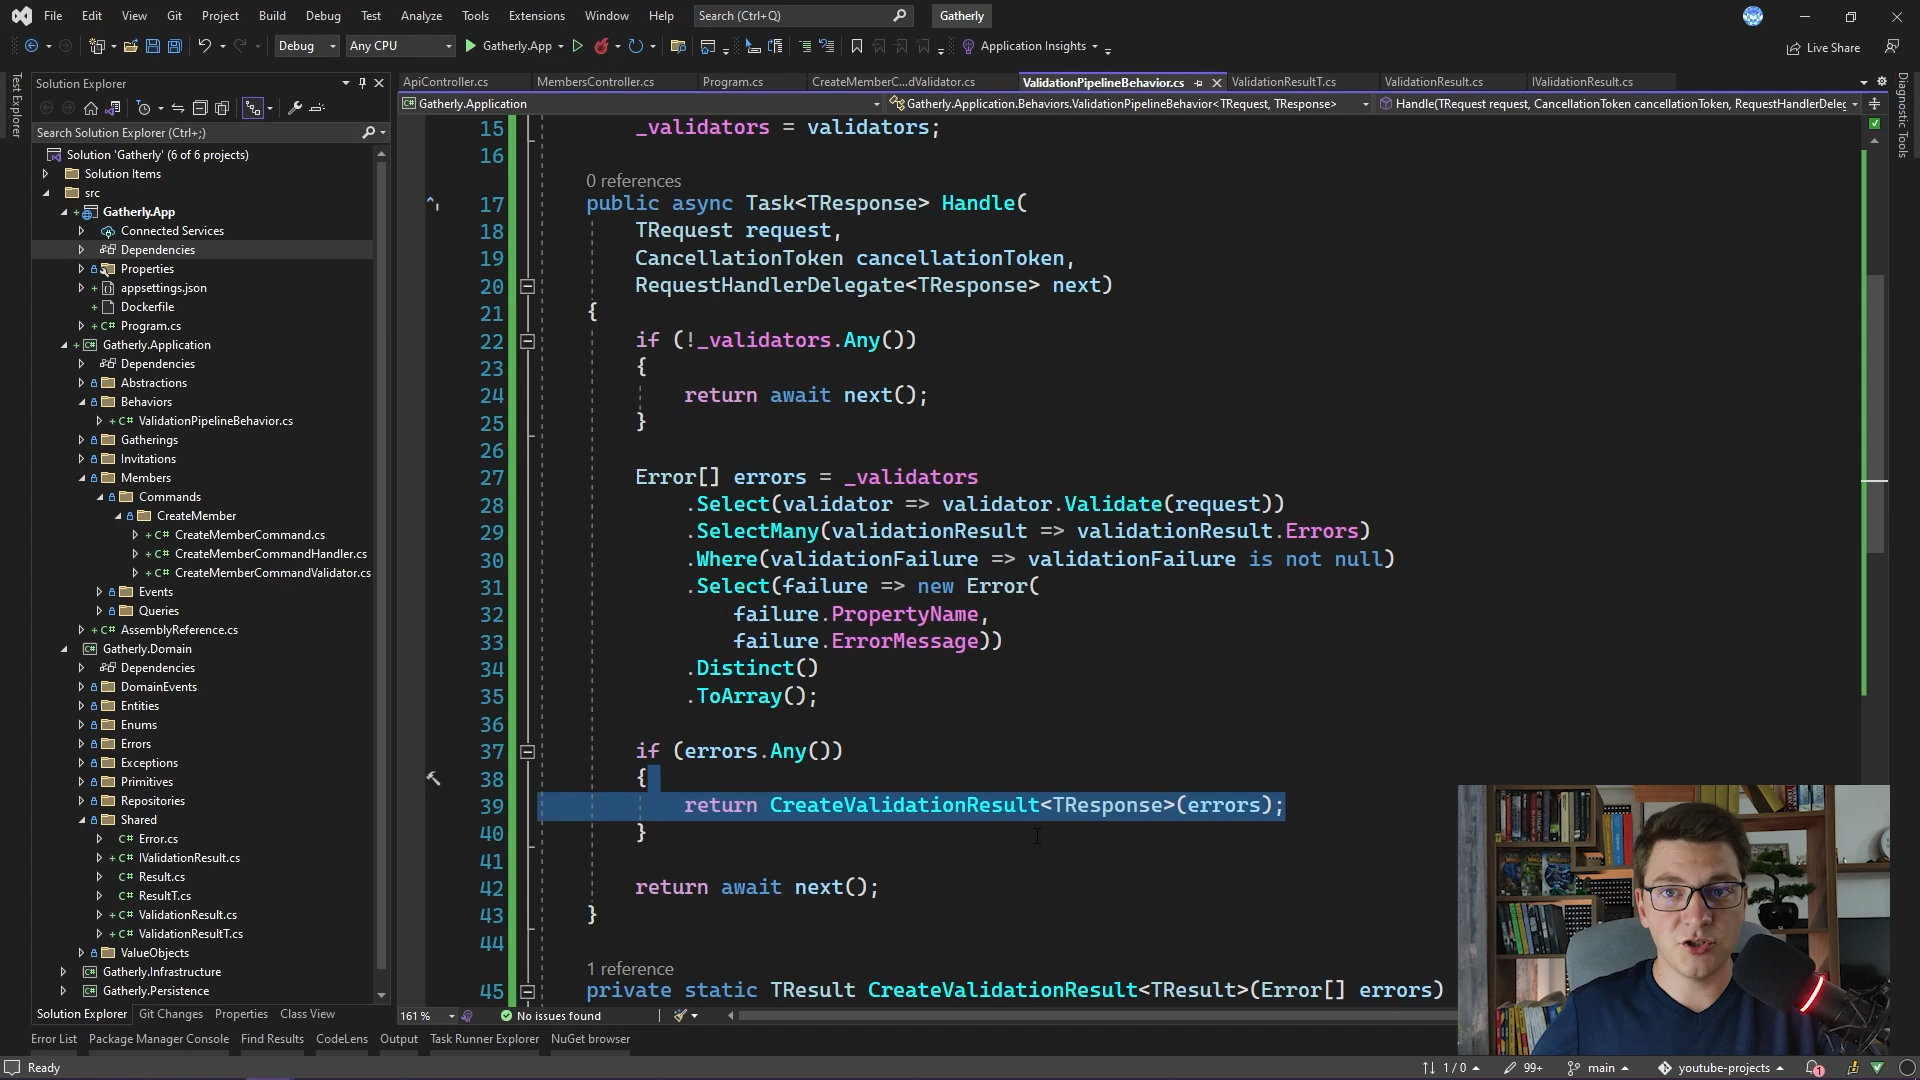 File Edit View Git Project Build Debug Test Analyze Tools Extensions Window Help Search (Ctrl+Q) Gatherly
Debug Any CPU Gatherly.App Application Insights Live Share
Test Explorer
Solution Explorer
Search Solution Explorer (Ctrl+;)
Solution 'Gatherly' (6 of 6 projects)
Solution Items
src
Gatherly.App
Connected Services
Dependencies
Properties
appsettings.json
Dockerfile
Program.cs
Gatherly.Application
Dependencies
Abstractions
Behaviors
ValidationPipelineBehavior.cs
Gatherings
Invitations
Members
Commands
CreateMember
CreateMemberCommand.cs
CreateMemberCommandHandler.cs
CreateMemberCommandValidator.cs
Events
Queries
AssemblyReference.cs
Gatherly.Domain
Dependencies
DomainEvents
Entities
Enums
Errors
Exceptions
Primitives
Repositories
Shared
Error.cs
IValidationResult.cs
Result.cs
ResultT.cs
ValidationResult.cs
ValidationResultT.cs
ValueObjects
Gatherly.Infrastructure
Gatherly.Persistence
Solution Explorer Git Changes Properties Class View
ApiController.cs MembersController.cs Program.cs CreateMemberC...dValidator.cs ValidationPipelineBehavior.cs ValidationResultT.cs ValidationResult.cs IValidationResult.cs
Gatherly.Application Gatherly.Application.Behaviors.ValidationPipelineBehavior<TRequest, TResponse> Handle(TRequest request, CancellationToken cancellationToken, RequestHandlerDeleg
15 _validators = validators;
16
0 references
17 public async Task<TResponse> Handle(
18 TRequest request,
19 CancellationToken cancellationToken,
20 RequestHandlerDelegate<TResponse> next)
21 {
22 if (!_validators.Any())
23 {
24 return await next();
25 }
26
27 Error[] errors = _validators
28 .Select(validator => validator.Validate(request))
29 .SelectMany(validationResult => validationResult.Errors)
30 .Where(validationFailure => validationFailure is not null)
31 .Select(failure => new Error(
32 failure.PropertyName,
33 failure.ErrorMessage))
34 .Distinct()
35 .ToArray();
36
37 if (errors.Any())
38 {
39 return CreateValidationResult<TResponse>(errors);
40 }
41
42 return await next();
43 }
44
1 reference
45 private static TResult CreateValidationResult<TResult>(Error[] errors)
Diagnostic Tools
161 % No issues found
Error List Package Manager Console Find Results CodeLens Output Task Runner Explorer NuGet browser
Ready 1 / 0 99+ main youtube-projects 1